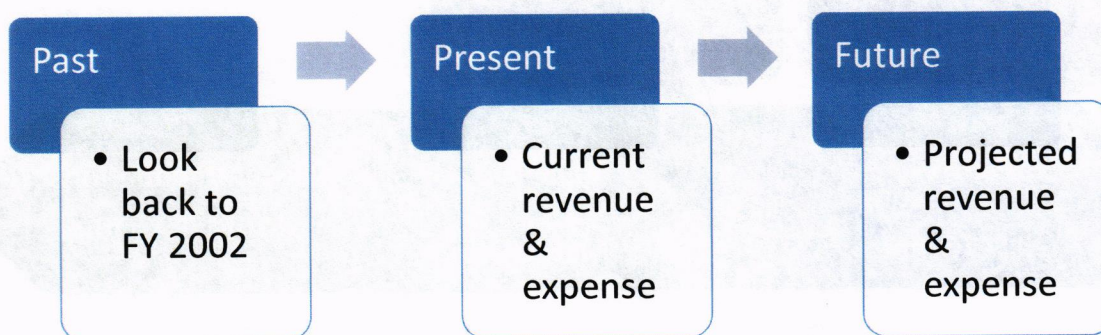 Past
• Look
back to
FY 2002
Present
• Current
revenue
&
expense
Future
• Projected
revenue
&
expense